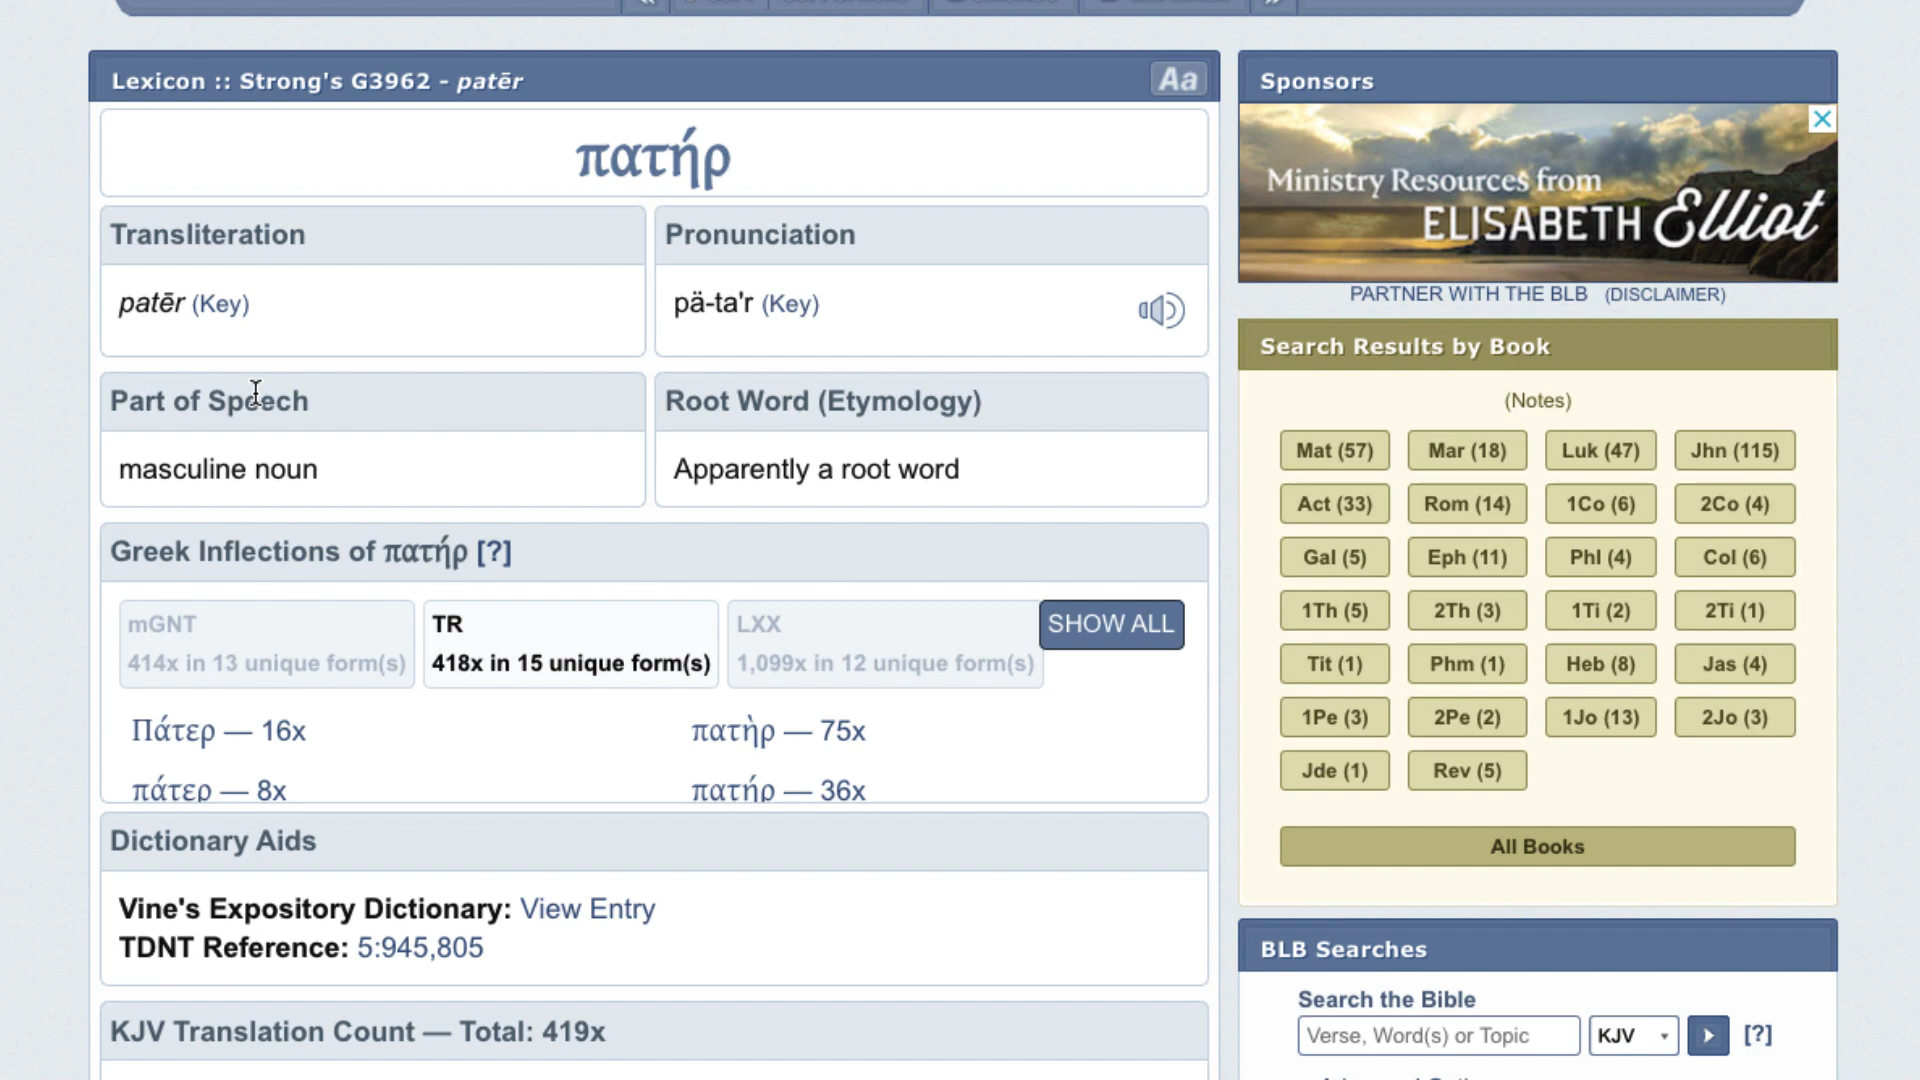 Lexicon :: Strong's G3962 - patēr
Aa
πατήρ
Transliteration
patēr (Key)
Pronunciation
pä-ta'r (Key)
Part of Speech
masculine noun
Root Word (Etymology)
Apparently a root word
Greek Inflections of πατήρ [?]
mGNT
414x in 13 unique form(s)
TR
418x in 15 unique form(s)
LXX
1,099x in 12 unique form(s)
SHOW ALL
Πάτερ — 16x
πατὴρ — 75x
πάτερ — 8x
πατήρ — 36x
Dictionary Aids
Vine's Expository Dictionary: View Entry
TDNT Reference: 5:945,805
KJV Translation Count — Total: 419x
Sponsors
Ministry Resources from
ELISABETH Elliot
PARTNER WITH THE BLB (DISCLAIMER)
Search Results by Book
(Notes)
Mat (57) Mar (18) Luk (47) Jhn (115)
Act (33) Rom (14) 1Co (6) 2Co (4)
Gal (5) Eph (11) Phl (4) Col (6)
1Th (5) 2Th (3) 1Ti (2) 2Ti (1)
Tit (1) Phm (1) Heb (8) Jas (4)
1Pe (3) 2Pe (2) 1Jo (13) 2Jo (3)
Jde (1) Rev (5)
All Books
BLB Searches
Search the Bible
Verse, Word(s) or Topic KJV [?]